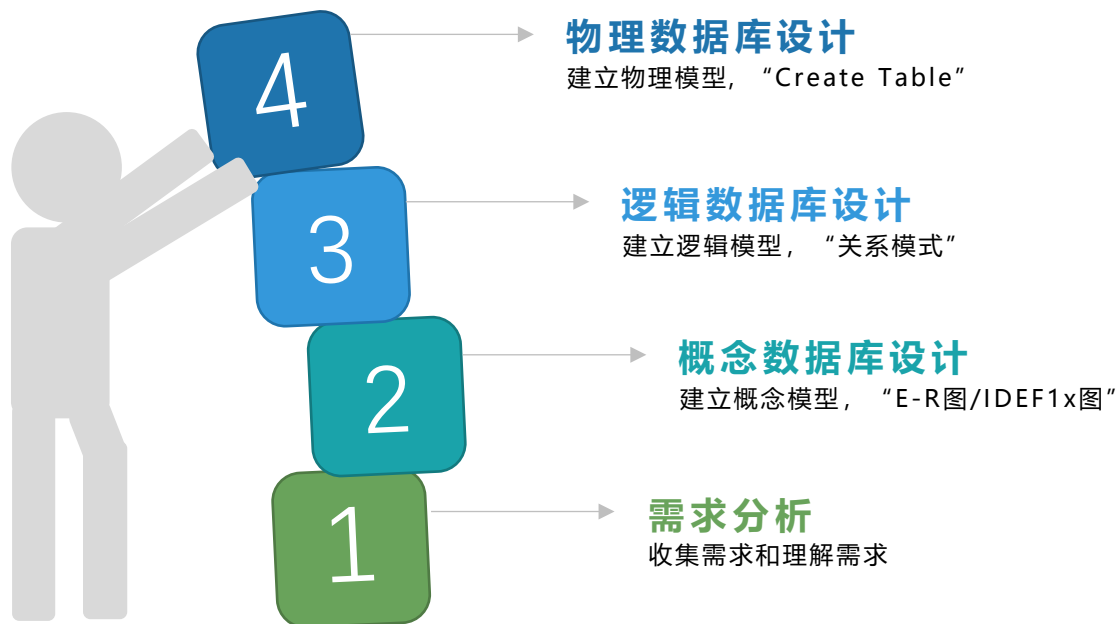 4
物理数据库设计
建立物理模型，“Create Table”
3
逻辑数据库设计
建立逻辑模型，“关系模式”
2
概念数据库设计
建立概念模型，“E-R图/IDEF1x图”
1
需求分析
收集需求和理解需求